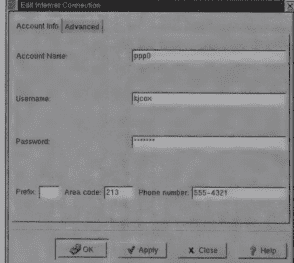 Edit Internet Connection
Account Info Advanced
Account Name: ppp0
Username: kjcox
Password: *******
Prefix: Area code: 213 Phone number: 555-4321
OK Apply Close Help